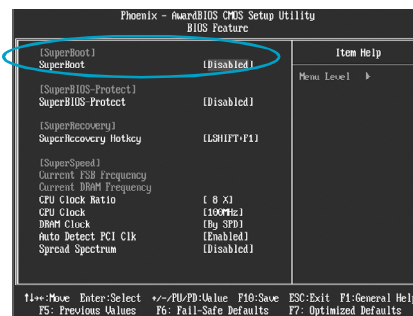 Phoenix - AwardBIOS CMOS Setup Utility
BIOS Feature
[SuperBoot]
SuperBoot [Disabled]
[SuperBIOS-Protect]
SuperBIOS-Protect [Disabled]
[SuperRecovery]
SuperRecovery Hotkey [LSHIFT+F1]
[SuperSpeed]
Current FSB Frequency
Current DRAM Frequency
CPU Clock Ratio [ 8 X]
CPU Clock [100MHz]
DRAM Clock [By SPD]
Auto Detect PCI Clk [Enabled]
Spread Spectrum [Disabled]
Item Help
Menu Level ▸
↑↓↔:Move Enter:Select +/-/PU/PD:Value F10:Save ESC:Exit F1:General Help
F5: Previous Values F6: Fail-Safe Defaults F7: Optimized Defaults